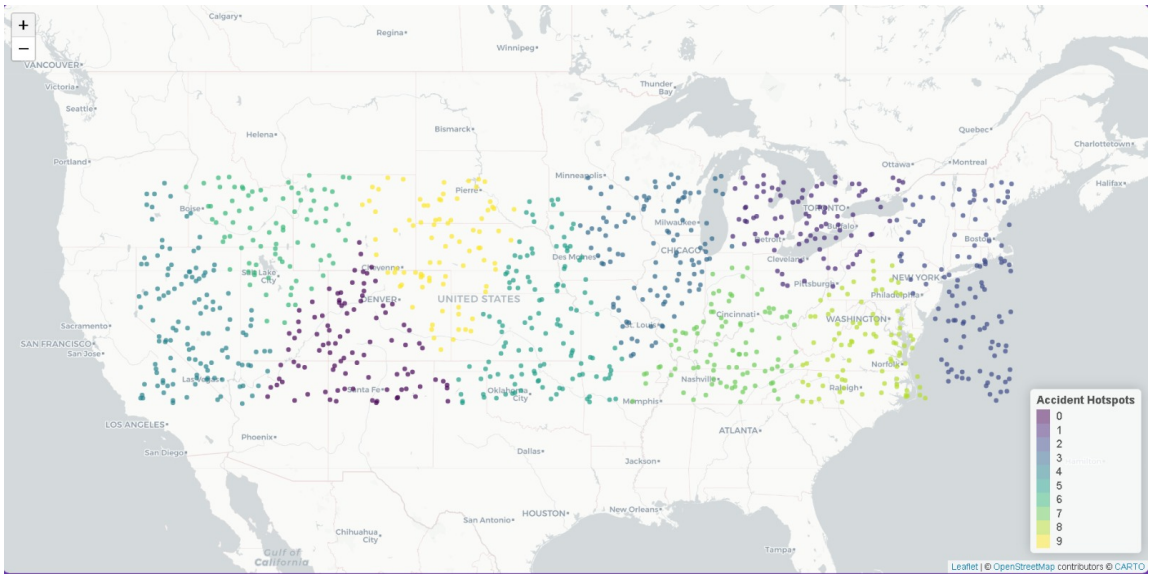 +
−
Calgary
Regina
Winnipeg
VANCOUVER
Victoria
Seattle
Thunder
Bay
Helena
Bismarck
Quebec
Charlottetown
Portland
Ottawa
Montreal
Minneapolis
Halifax
Pierre
Boise
TORONTO
Milwaukee
Buffalo
Detroit
Boston
CHICAGO
Des Moines
Cleveland
Salt Lake
City
Cheyenne
NEW YORK
Pittsburgh
DENVER
UNITED STATES
Philadelphia
Cincinnati
WASHINGTON
Sacramento
St. Louis
SAN FRANCISCO
San Jose
Norfolk
Las Vegas
Nashville
Santa Fe
Oklahoma
City
Raleigh
Memphis
LOS ANGELES
ATLANTA
Phoenix
San Diego
Dallas
Jackson
HOUSTON
New Orleans
San Antonio
Chihuahua
City
Tampa
Gulf of
California
Accident Hotspots
0
1
2
3
4
5
6
7
8
9
Leaflet | © OpenStreetMap contributors © CARTO